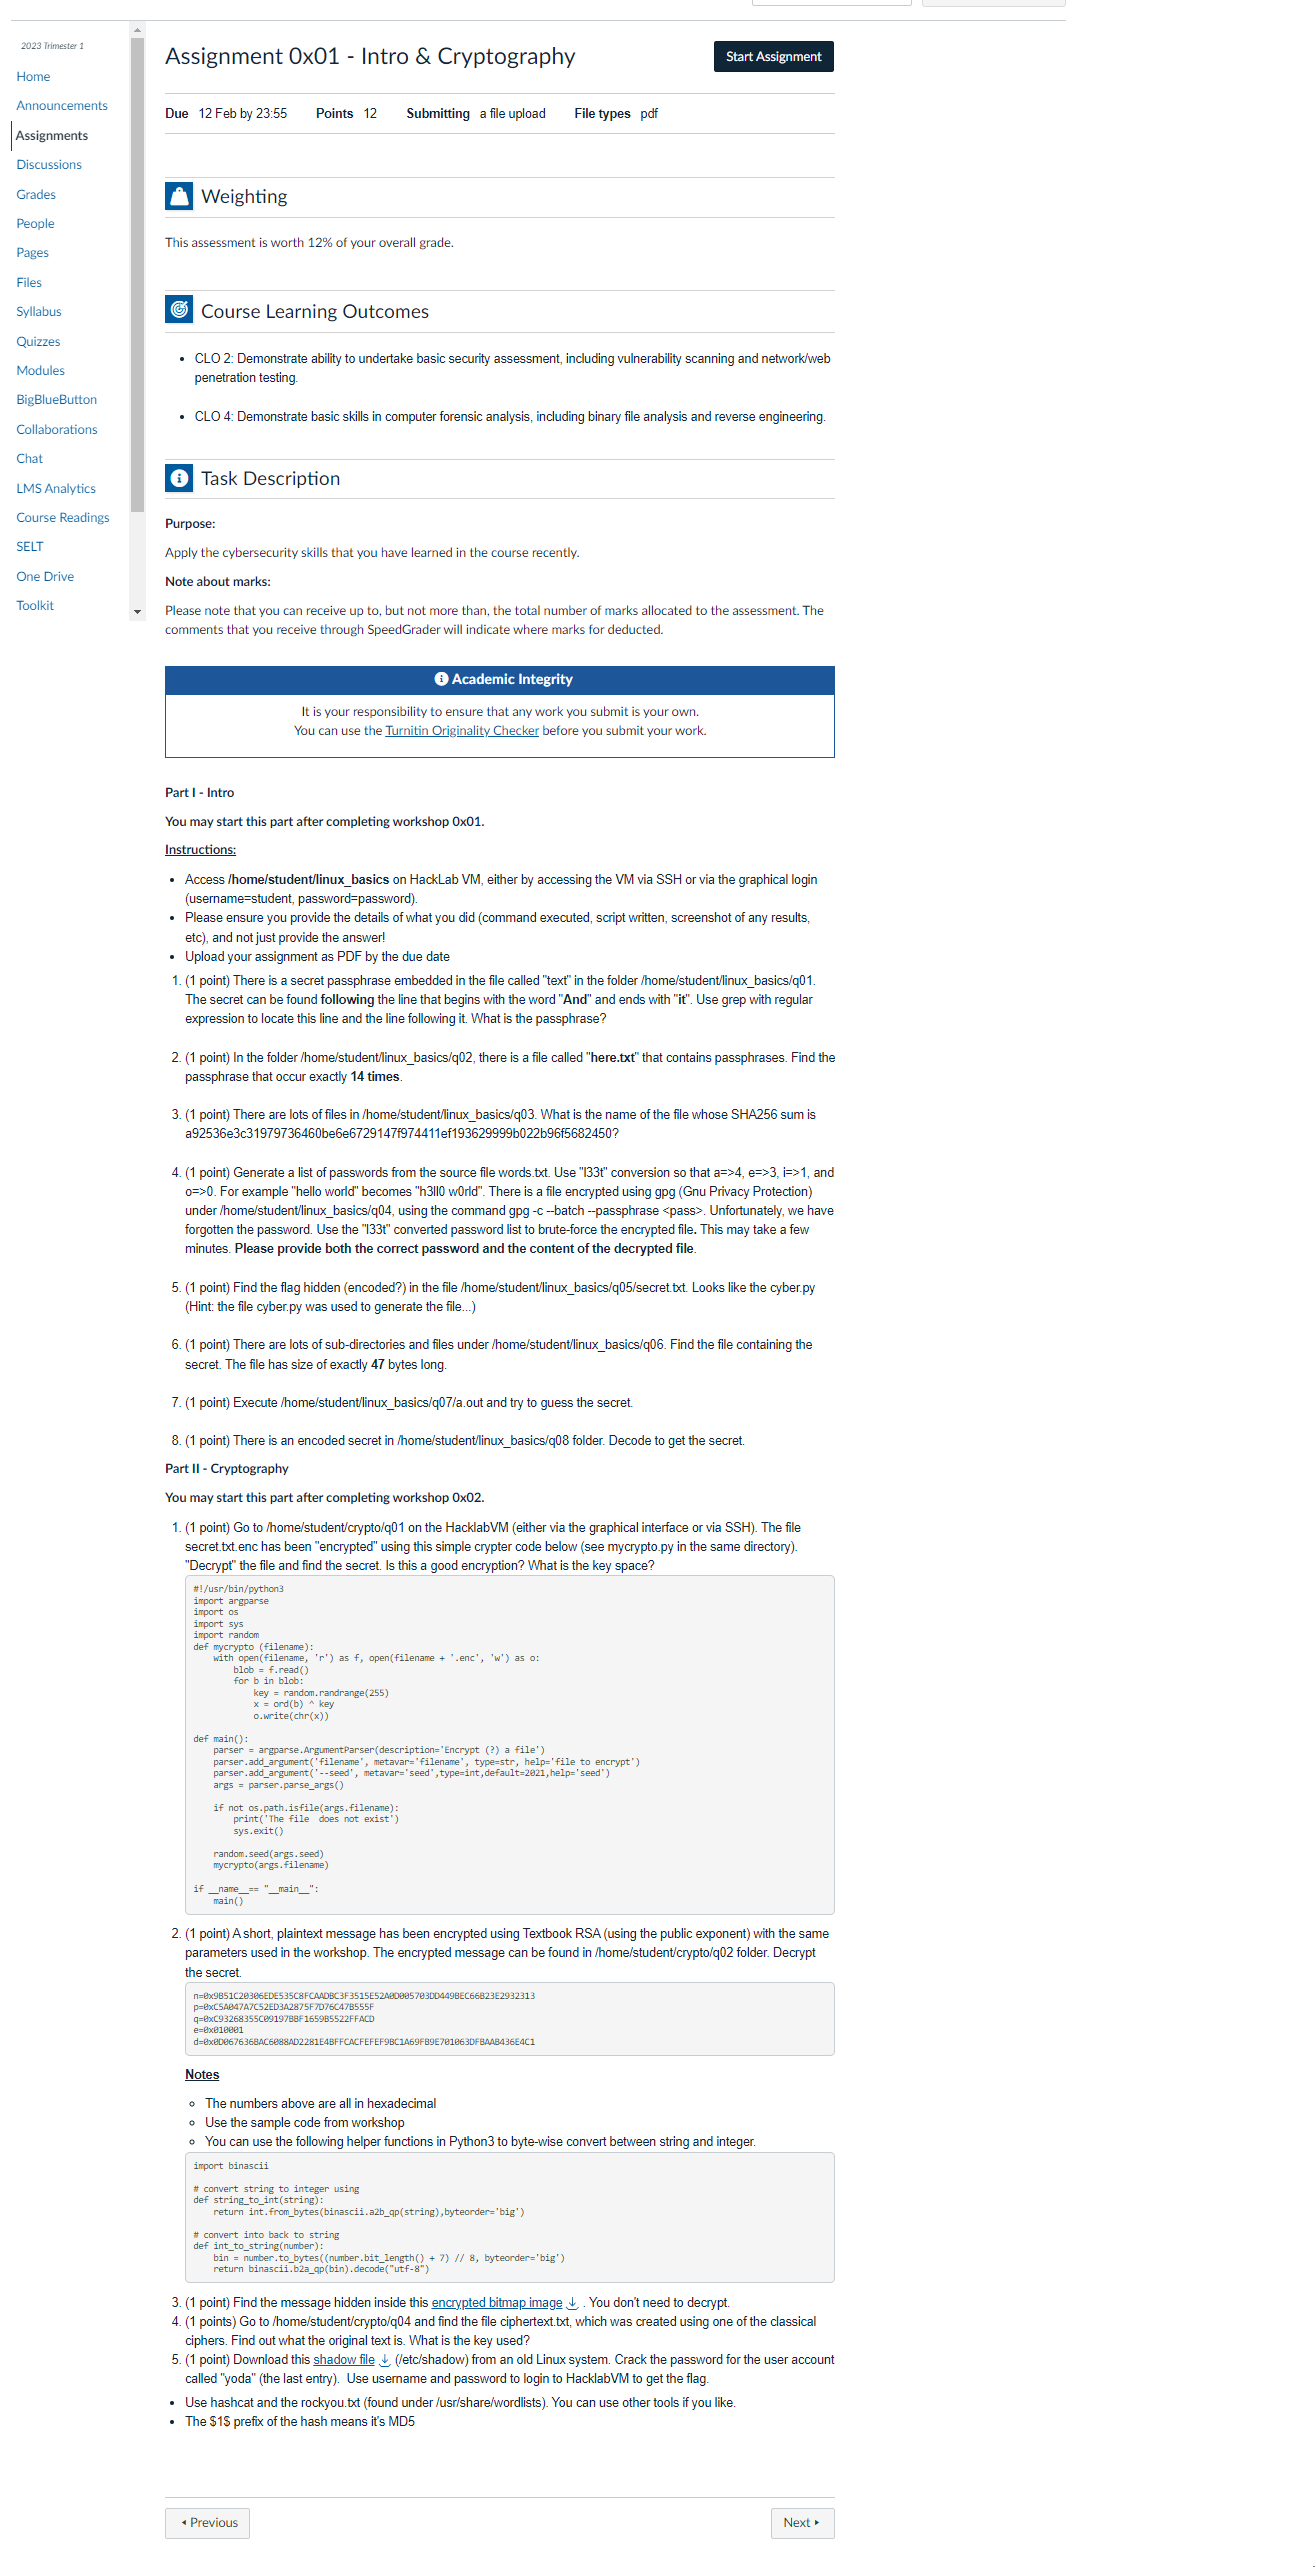 2023 Trimester 1
Home
Announcements
Assignments
Discussions
Grades
People
Pages
Files
Syllabus
Quizzes
Modules
BigBlueButton
Collaborations
Chat
LMS Analytics
Course Readings
SELT
One Drive
Toolkit
Assignment 0x01 - Intro & Cryptography
Start Assignment
Due 12 Feb by 23:55 Points 12 Submitting a file upload File types pdf
Weighting
This assessment is worth 12% of your overall grade.
Course Learning Outcomes
• CLO 2: Demonstrate ability to undertake basic security assessment, including vulnerability scanning and network/web
penetration testing.
• CLO 4: Demonstrate basic skills in computer forensic analysis, including binary file analysis and reverse engineering.
Task Description
Purpose:
Apply the cybersecurity skills that you have learned in the course recently.
Note about marks:
Please note that you can receive up to, but not more than, the total number of marks allocated to the assessment. The
comments that you receive through SpeedGrader will indicate where marks for deducted.
Academic Integrity
It is your responsibility to ensure that any work you submit is your own.
You can use the Turnitin Originality Checker before you submit your work.
Part I - Intro
You may start this part after completing workshop 0x01.
Instructions:
• Access /home/student/linux_basics on HackLab VM, either by accessing the VM via SSH or via the graphical login
(username=student, password=password).
• Please ensure you provide the details of what you did (command executed, script written, screenshot of any results,
etc), and not just provide the answer!
• Upload your assignment as PDF by the due date
1. (1 point) There is a secret passphrase embedded in the file called "text" in the folder /home/student/linux_basics/q01.
The secret can be found following the line that begins with the word "And" and ends with "it". Use grep with regular
expression to locate this line and the line following it. What is the passphrase?
2. (1 point) In the folder /home/student/linux_basics/q02, there is a file called "here.txt" that contains passphrases. Find the
passphrase that occur exactly 14 times.
3. (1 point) There are lots of files in /home/student/linux_basics/q03. What is the name of the file whose SHA256 sum is
a92536e3c31979736460be6e6729147f974411ef193629999b022b96f5682450?
4. (1 point) Generate a list of passwords from the source file words.txt. Use "l33t" conversion so that a=>4, e=>3, i=>1, and
o=>0. For example "hello world" becomes "h3ll0 w0rld". There is a file encrypted using gpg (Gnu Privacy Protection)
under /home/student/linux_basics/q04, using the command gpg -c --batch --passphrase <pass>. Unfortunately, we have
forgotten the password. Use the "l33t" converted password list to brute-force the encrypted file. This may take a few
minutes. Please provide both the correct password and the content of the decrypted file.
5. (1 point) Find the flag hidden (encoded?) in the file /home/student/linux_basics/q05/secret.txt. Looks like the cyber.py
(Hint: the file cyber.py was used to generate the file...)
6. (1 point) There are lots of sub-directories and files under /home/student/linux_basics/q06. Find the file containing the
secret. The file has size of exactly 47 bytes long.
7. (1 point) Execute /home/student/linux_basics/q07/a.out and try to guess the secret.
8. (1 point) There is an encoded secret in /home/student/linux_basics/q08 folder. Decode to get the secret.
Part II - Cryptography
You may start this part after completing workshop 0x02.
1. (1 point) Go to /home/student/crypto/q01 on the HacklabVM (either via the graphical interface or via SSH). The file
secret.txt.enc has been "encrypted" using this simple crypter code below (see mycrypto.py in the same directory).
"Decrypt" the file and find the secret. Is this a good encryption? What is the key space?
#!/usr/bin/python3
import argparse
import os
import sys
import random
def mycrypto (filename):
with open(filename, 'r') as f, open(filename + '.enc', 'w') as o:
blob = f.read()
for b in blob:
key = random.randrange(255)
x = ord(b) ^ key
o.write(chr(x))
def main():
parser = argparse.ArgumentParser(description='Encrypt (?) a file')
parser.add_argument('filename', metavar='filename', type=str, help='file to encrypt')
parser.add_argument('--seed', metavar='seed',type=int,default=2021,help='seed')
args = parser.parse_args()
if not os.path.isfile(args.filename):
print('The file  does not exist')
sys.exit()
random.seed(args.seed)
mycrypto(args.filename)
if __name__== "__main__":
main()
2. (1 point) A short, plaintext message has been encrypted using Textbook RSA (using the public exponent) with the same
parameters used in the workshop. The encrypted message can be found in /home/student/crypto/q02 folder. Decrypt
the secret.
n=0x9B51C20306EDE535C8FCAADBC3F3515E52A0D005703DD449BEC66B23E2932313
p=0xC5A047A7C52ED3A2875F7D76C47B555F
q=0xC93268355C09197BBF1659B5522FFACD
e=0x010001
d=0x0D067636BAC6088AD2281E4BFFCACFEFEF9BC1A69FB9E701063DFBAAB436E4C1
Notes
The numbers above are all in hexadecimal
Use the sample code from workshop
You can use the following helper functions in Python3 to byte-wise convert between string and integer.
import binascii
# convert string to integer using
def string_to_int(string):
return int.from_bytes(binascii.a2b_qp(string),byteorder='big')
# convert into back to string
def int_to_string(number):
bin = number.to_bytes((number.bit_length() + 7) // 8, byteorder='big')
return binascii.b2a_qp(bin).decode("utf-8")
3. (1 point) Find the message hidden inside this encrypted bitmap image . You don't need to decrypt.
4. (1 points) Go to /home/student/crypto/q04 and find the file ciphertext.txt, which was created using one of the classical
ciphers. Find out what the original text is. What is the key used?
5. (1 point) Download this shadow file (/etc/shadow) from an old Linux system. Crack the password for the user account
called "yoda" (the last entry). Use username and password to login to HacklabVM to get the flag.
• Use hashcat and the rockyou.txt (found under /usr/share/wordlists). You can use other tools if you like.
• The $1$ prefix of the hash means it's MD5
Previous
Next